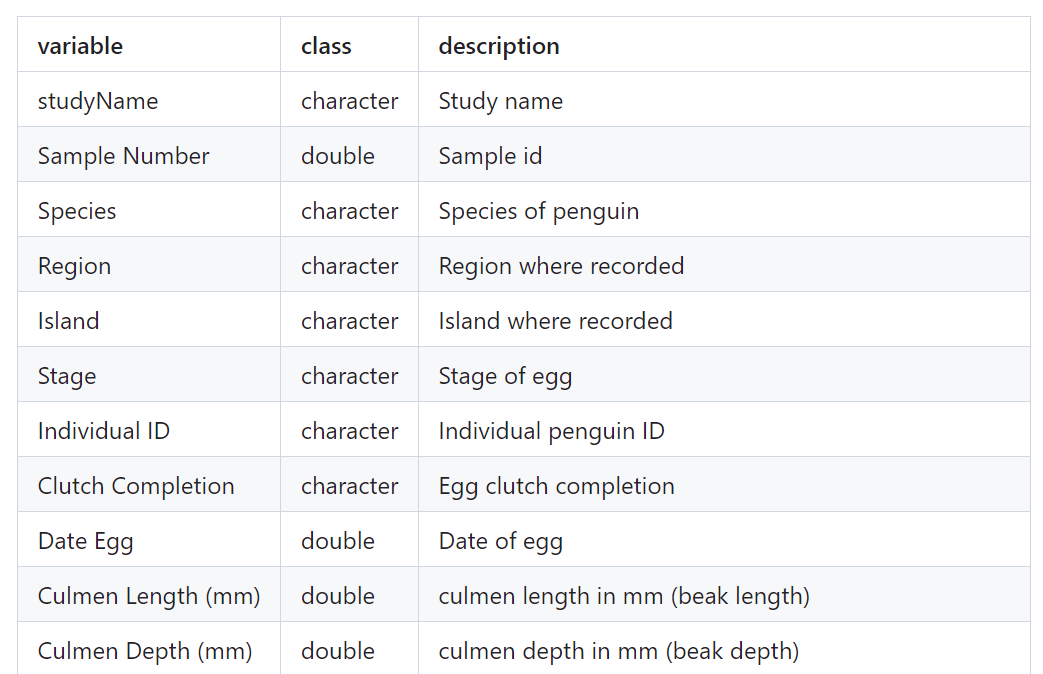 variable class description
studyName character Study name
Sample Number double Sample id
Species character Species of penguin
Region character Region where recorded
Island character Island where recorded
Stage character Stage of egg
Individual ID character Individual penguin ID
Clutch Completion character Egg clutch completion
Date Egg double Date of egg
Culmen Length (mm) double culmen length in mm (beak length)
Culmen Depth (mm) double culmen depth in mm (beak depth)